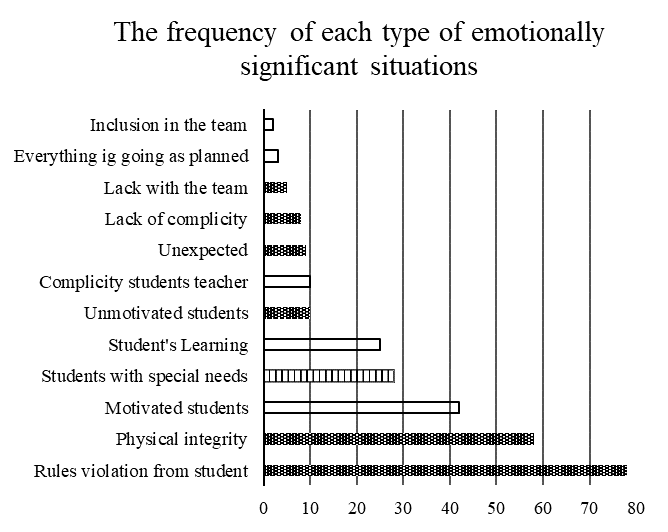 The frequency of each type of emotionally
significant situations
Inclusion in the team
Everything ig going as planned
Lack with the team
Lack of complicity
Unexpected
Complicity students teacher
Unmotivated students
Student's Learning
Students with special needs
Motivated students
Physical integrity
Rules violation from student
0 10 20 30 40 50 60 70 80